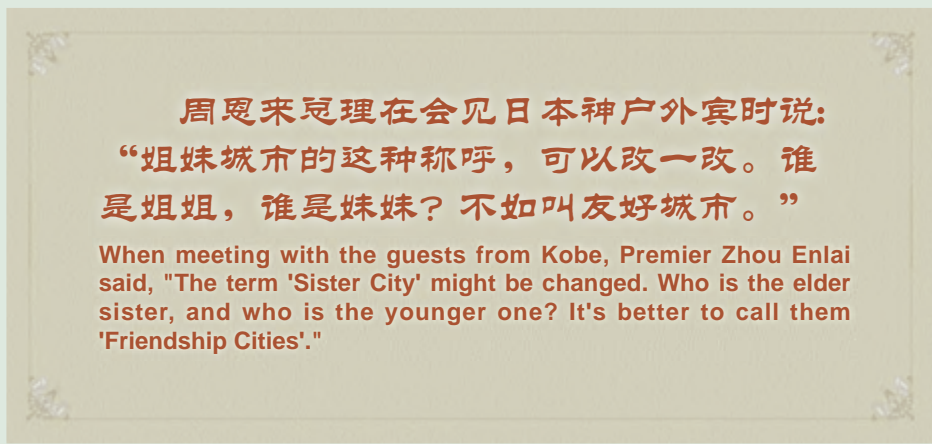 周恩来总理在会见日本神户外宾时说:
“姐妹城市的这种称呼，可以改一改。谁
是姐姐，谁是妹妹？不如叫友好城市。”
When meeting with the guests from Kobe, Premier Zhou Enlai
said, "The term 'Sister City' might be changed. Who is the elder
sister, and who is the younger one? It's better to call them
'Friendship Cities'."